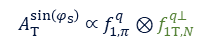 A_T^{sin(φ_S)} ∝ f_{1,π}^q ⊗ f_{1T,N}^{q⊥}